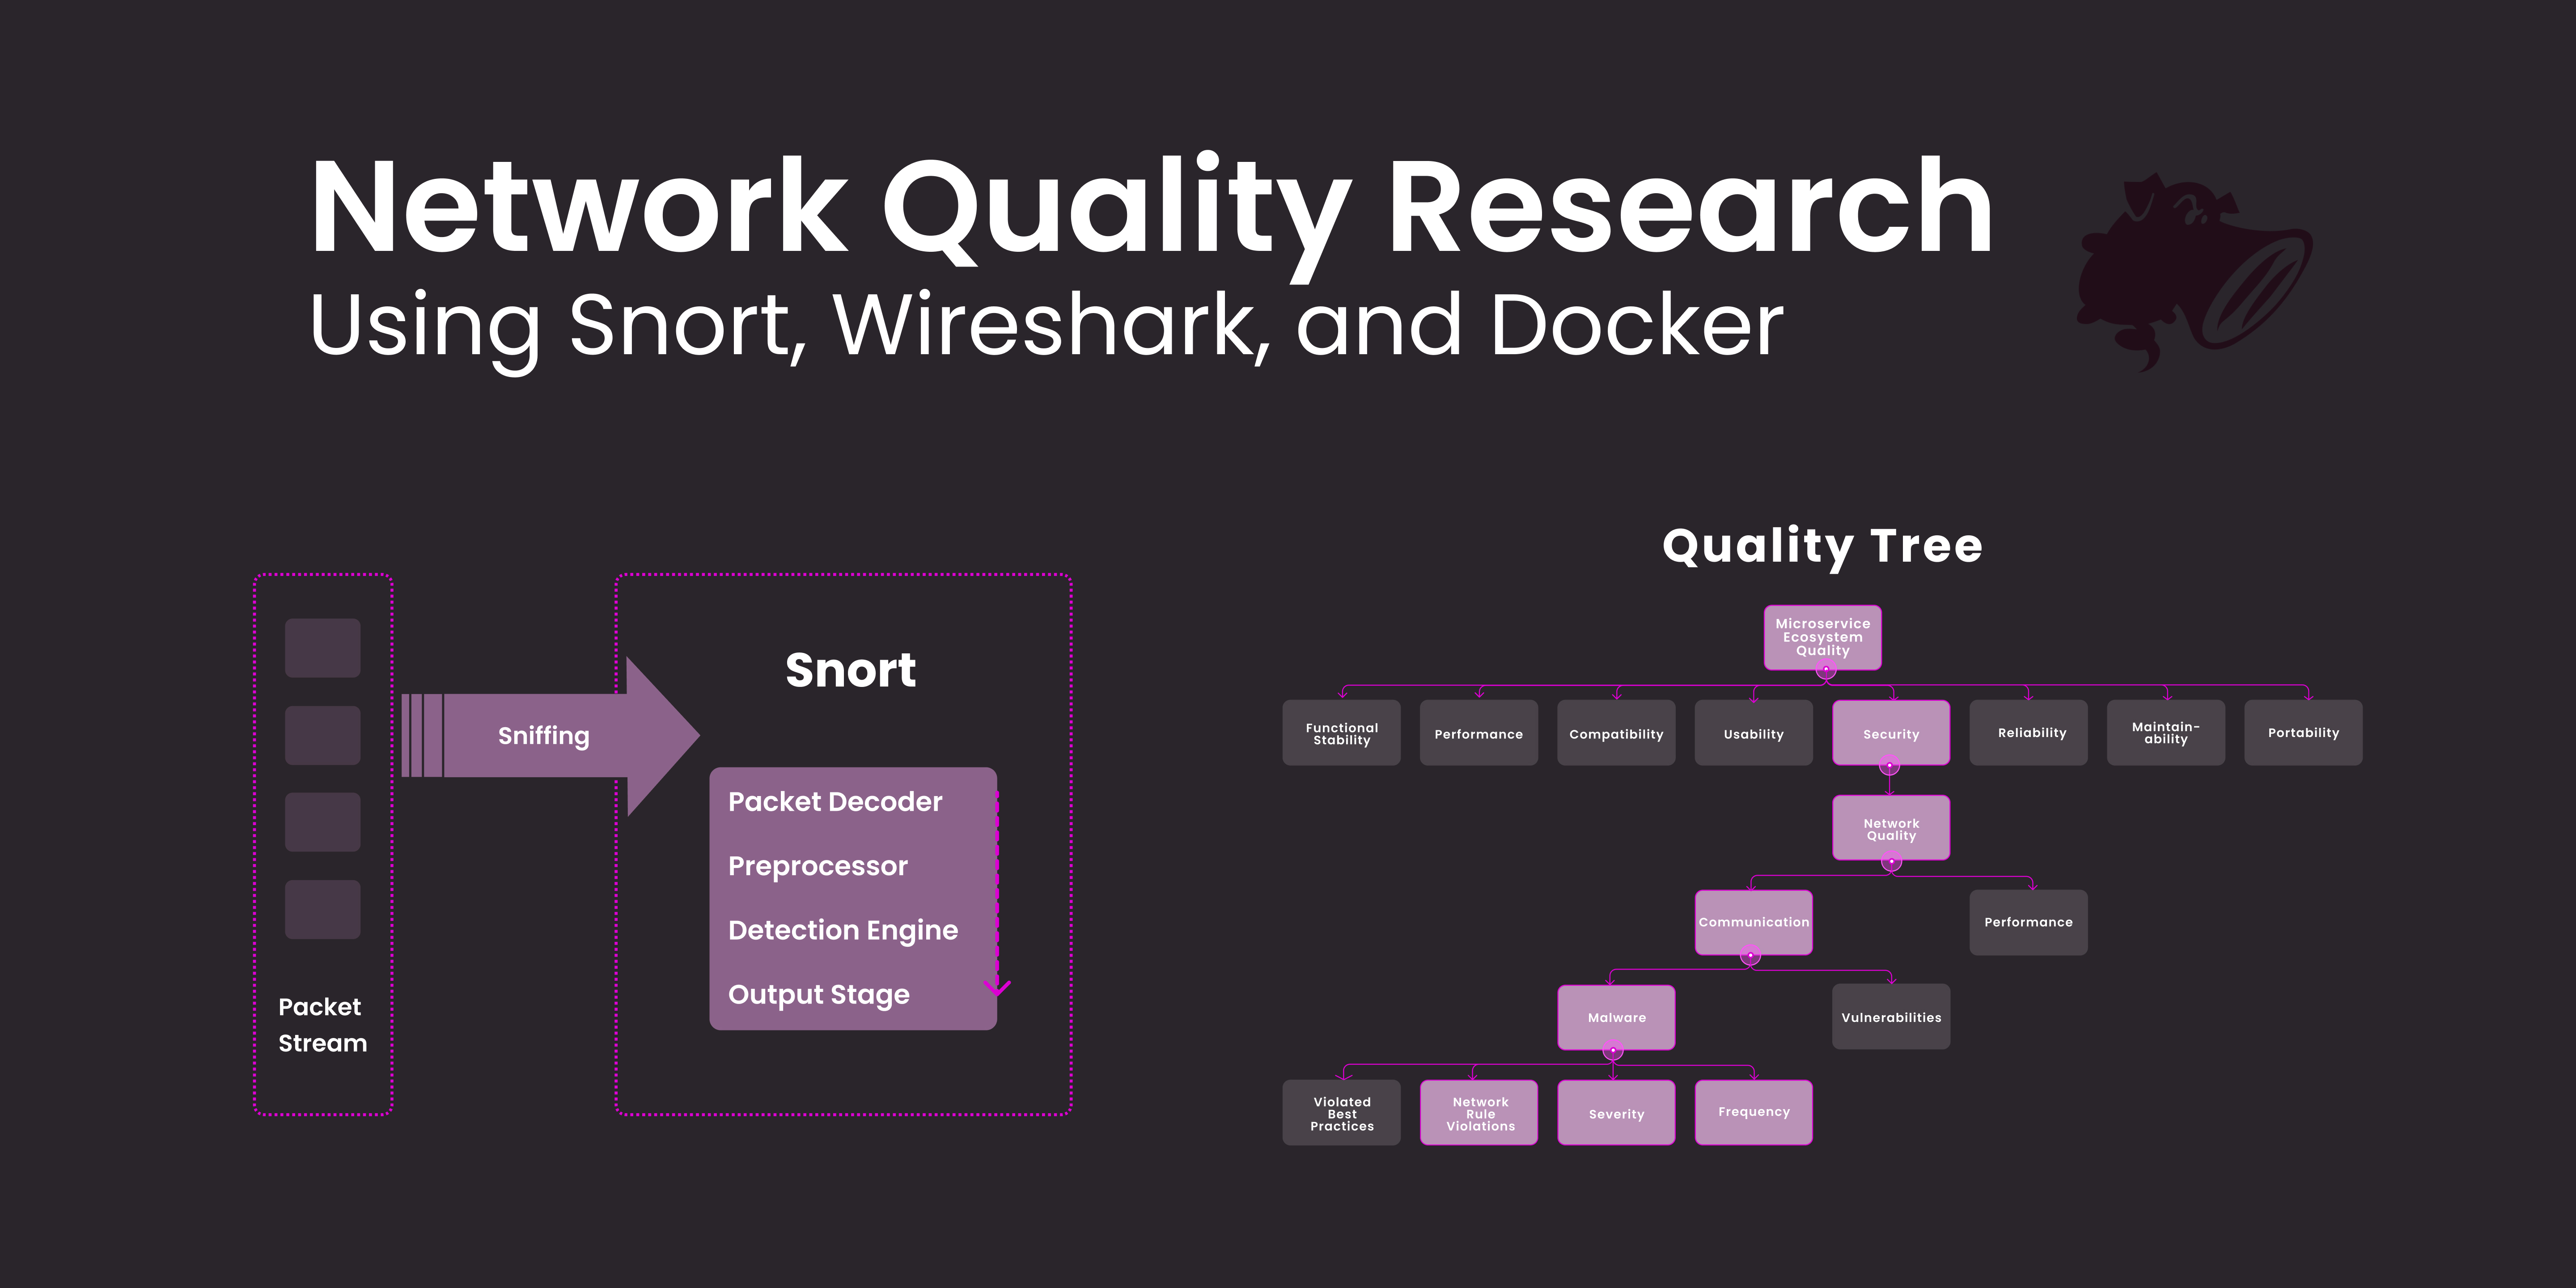 Network Quality Research
Using Snort, Wireshark, and Docker
Packet
Stream
Sniffing
Snort
Packet Decoder
Preprocessor
Detection Engine
Output Stage
Quality Tree
Microservice
Ecosystem
Quality
Functional
Stability
Performance
Compatibility
Usability
Security
Reliability
Maintain-
ability
Portability
Network
Quality
Communication
Performance
Malware
Vulnerabilities
Violated
Best
Practices
Network
Rule
Violations
Severity
Frequency